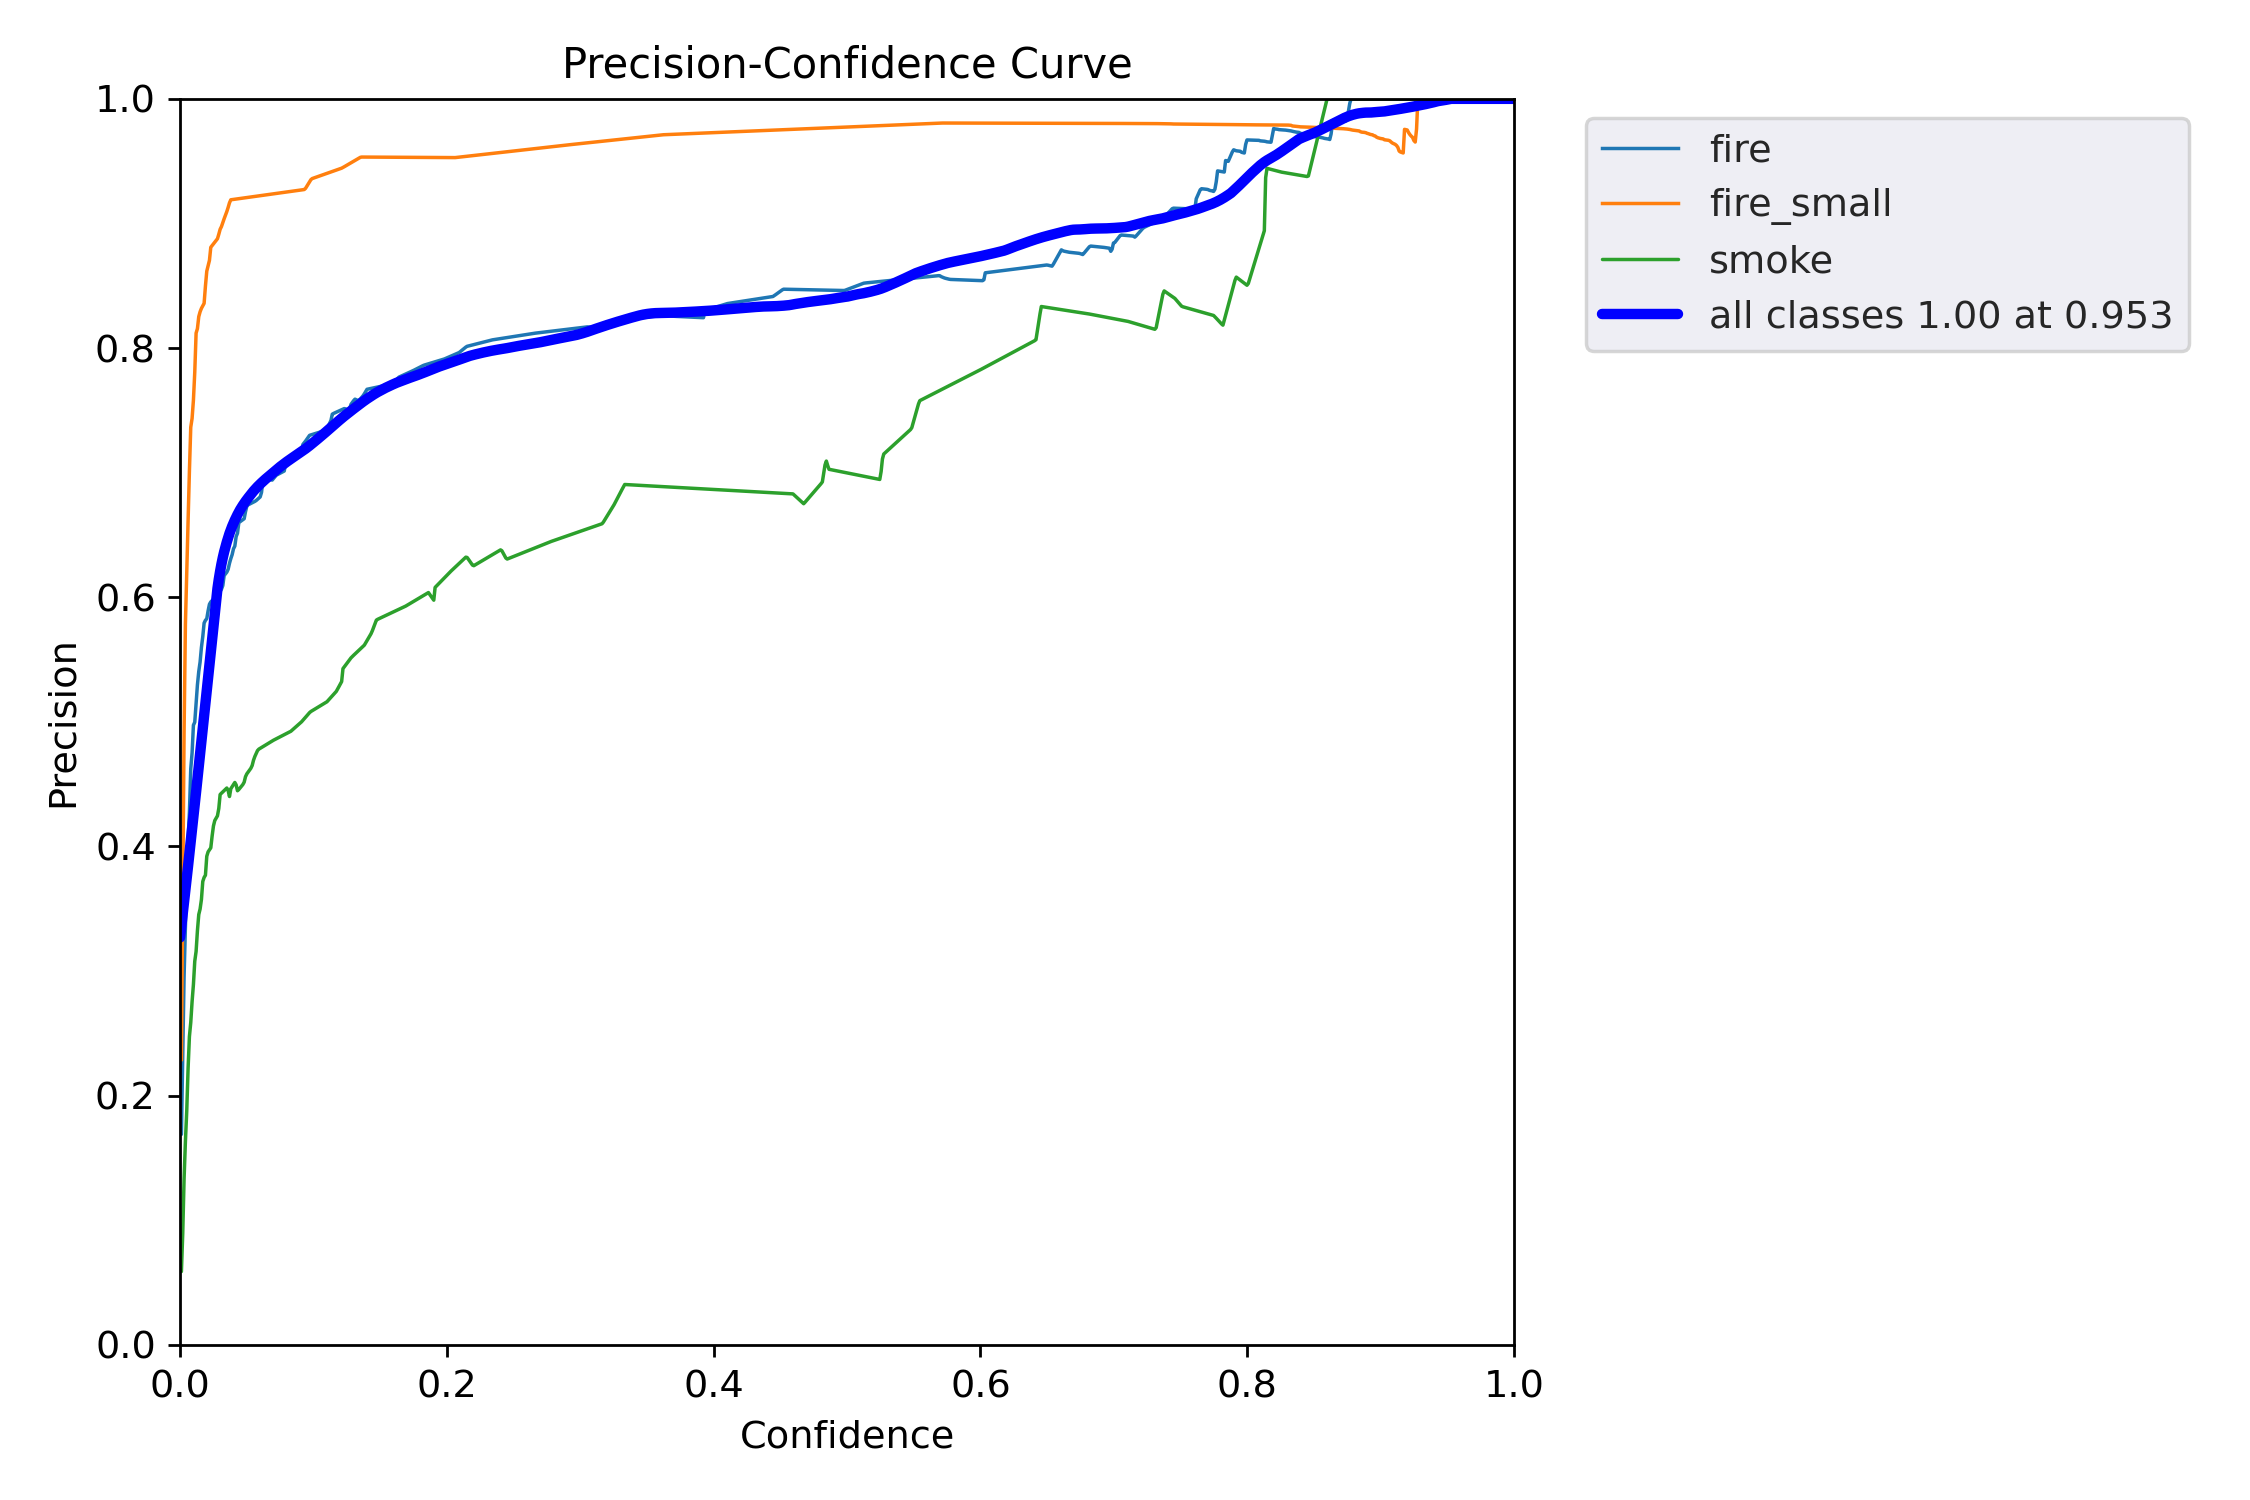 Precision-Confidence Curve
1.0
0.8
0.6
0.4
0.2
0.0
Precision
0.0 0.2 0.4 0.6 0.8 1.0
Confidence
fire
fire_small
smoke
all classes 1.00 at 0.953